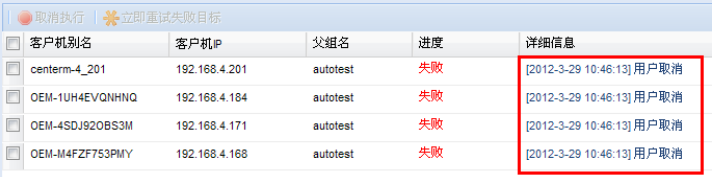 取消执行 立即重试失败目标
客户机别名 客户机IP 父组名 进度 详细信息
centerm-4_201 192.168.4.201 autotest 失败 [2012-3-29 10:46:13] 用户取消
OEM-1UH4EVQNHNQ 192.168.4.184 autotest 失败 [2012-3-29 10:46:13] 用户取消
OEM-4SDJ92OBS3M 192.168.4.171 autotest 失败 [2012-3-29 10:46:13] 用户取消
OEM-M4FZF753PMY 192.168.4.168 autotest 失败 [2012-3-29 10:46:13] 用户取消